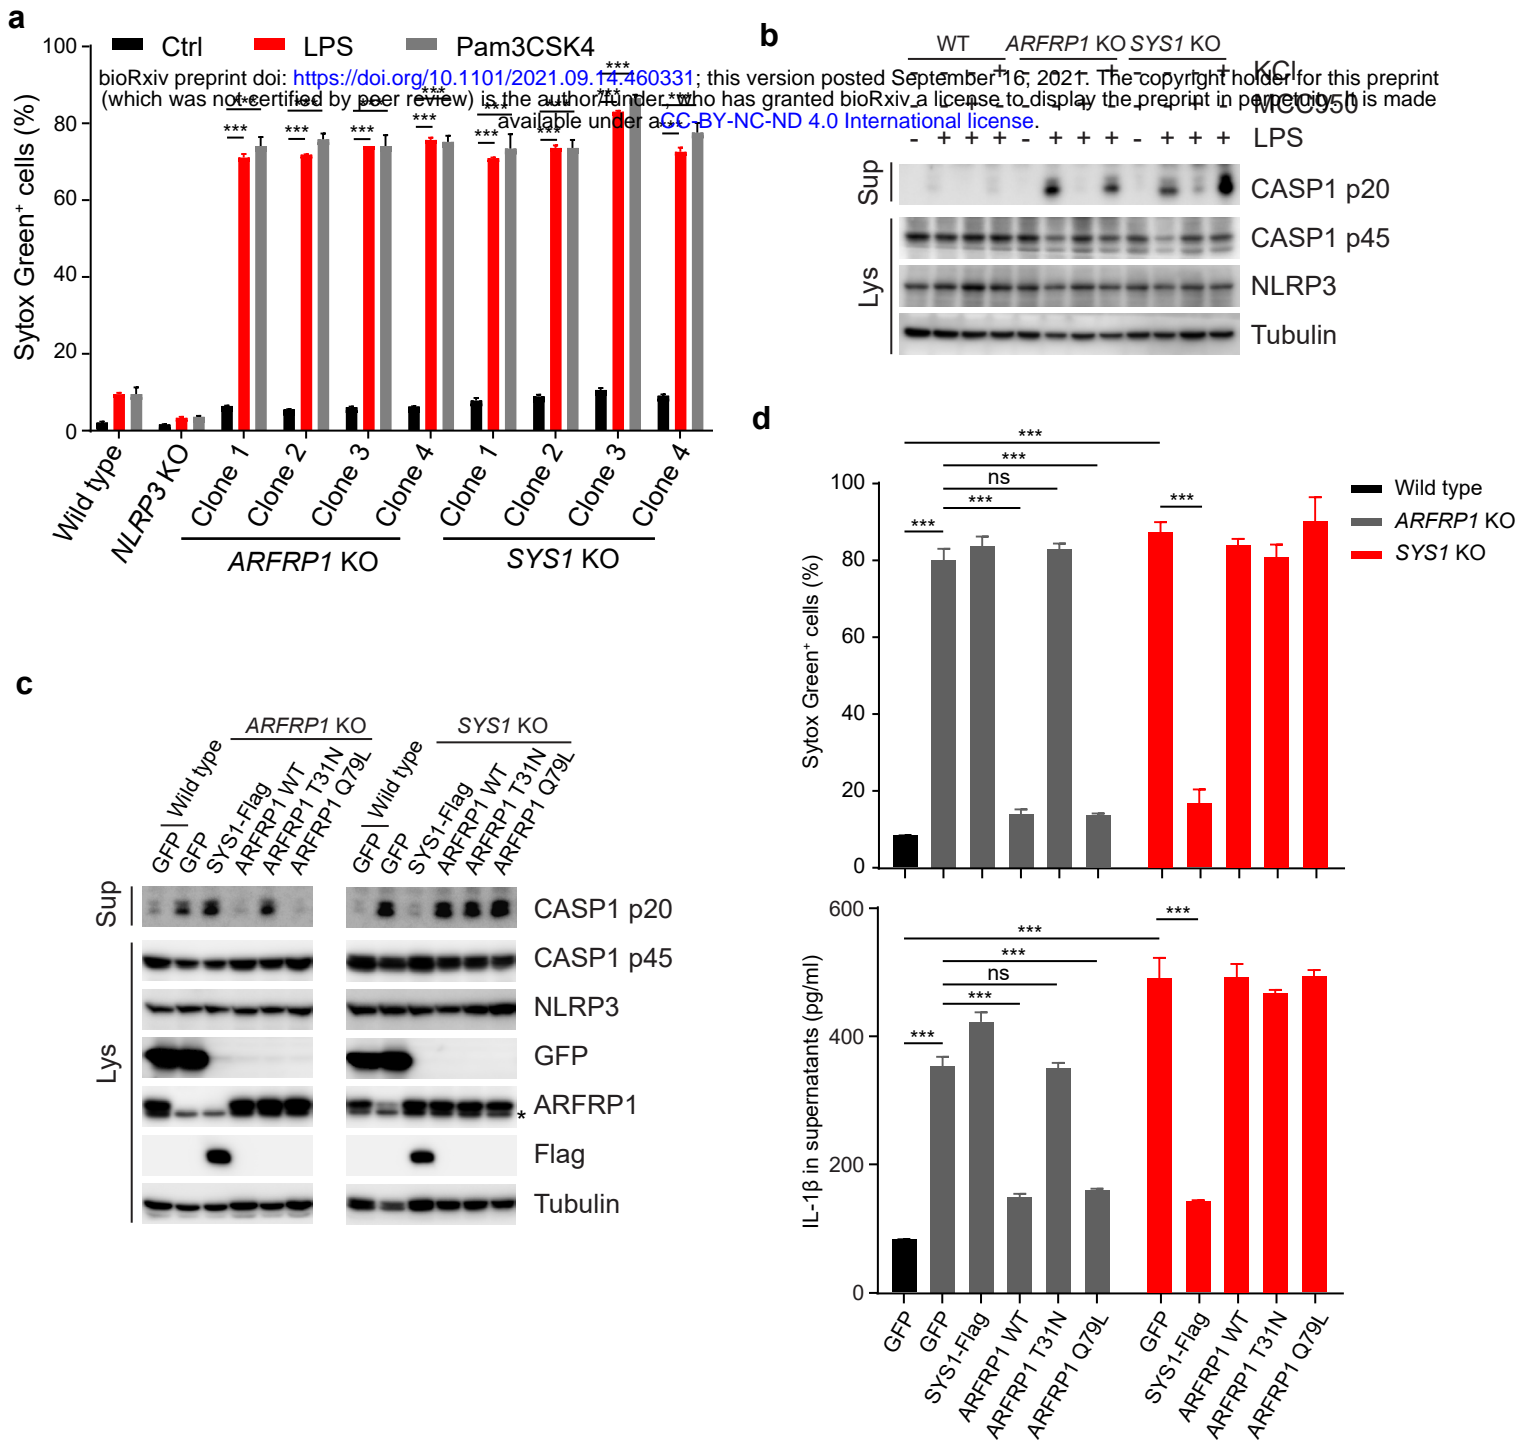 a
Ctrl
LPS
Pam3CSK4
bioRxiv preprint doi: https://doi.org/10.1101/2021.09.14.460331; this version posted September 16, 2021. The copyright holder for this preprint
(which was not certified by peer review) is the author/funder, who has granted bioRxiv a license to display the preprint in perpetuity. It is made
available under aCC-BY-NC-ND 4.0 International license.
Sytox Green⁺ cells (%)
100
80
60
40
20
0
*** *** *** *** *** *** *** ***
*** *** *** *** *** *** *** ***
Wild type
NLRP3 KO
Clone 1
Clone 2
Clone 3
Clone 4
Clone 1
Clone 2
Clone 3
Clone 4
ARFRP1 KO
SYS1 KO
b
WT ARFRP1 KO SYS1 KO
- - - + - - - + - - - + KCl
- - + - - - + - - - + - MCC950
- + + + - + + + - + + + LPS
Sup
CASP1 p20
Lys
CASP1 p45
NLRP3
Tubulin
c
ARFRP1 KO
SYS1 KO
Wild type
GFP
GFP
SYS1-Flag
ARFRP1 WT
ARFRP1 T31N
ARFRP1 Q79L
Wild type
GFP
GFP
SYS1-Flag
ARFRP1 WT
ARFRP1 T31N
ARFRP1 Q79L
Sup
CASP1 p20
Lys
CASP1 p45
NLRP3
GFP
* ARFRP1
Flag
Tubulin
d
Wild type
ARFRP1 KO
SYS1 KO
Sytox Green⁺ cells (%)
100
80
60
40
20
0
***
***
ns
***
***
***
IL-1β in supernatants (pg/ml)
600
400
200
0
***
***
***
ns
***
***
GFP
GFP
SYS1-Flag
ARFRP1 WT
ARFRP1 T31N
ARFRP1 Q79L
GFP
SYS1-Flag
ARFRP1 WT
ARFRP1 T31N
ARFRP1 Q79L